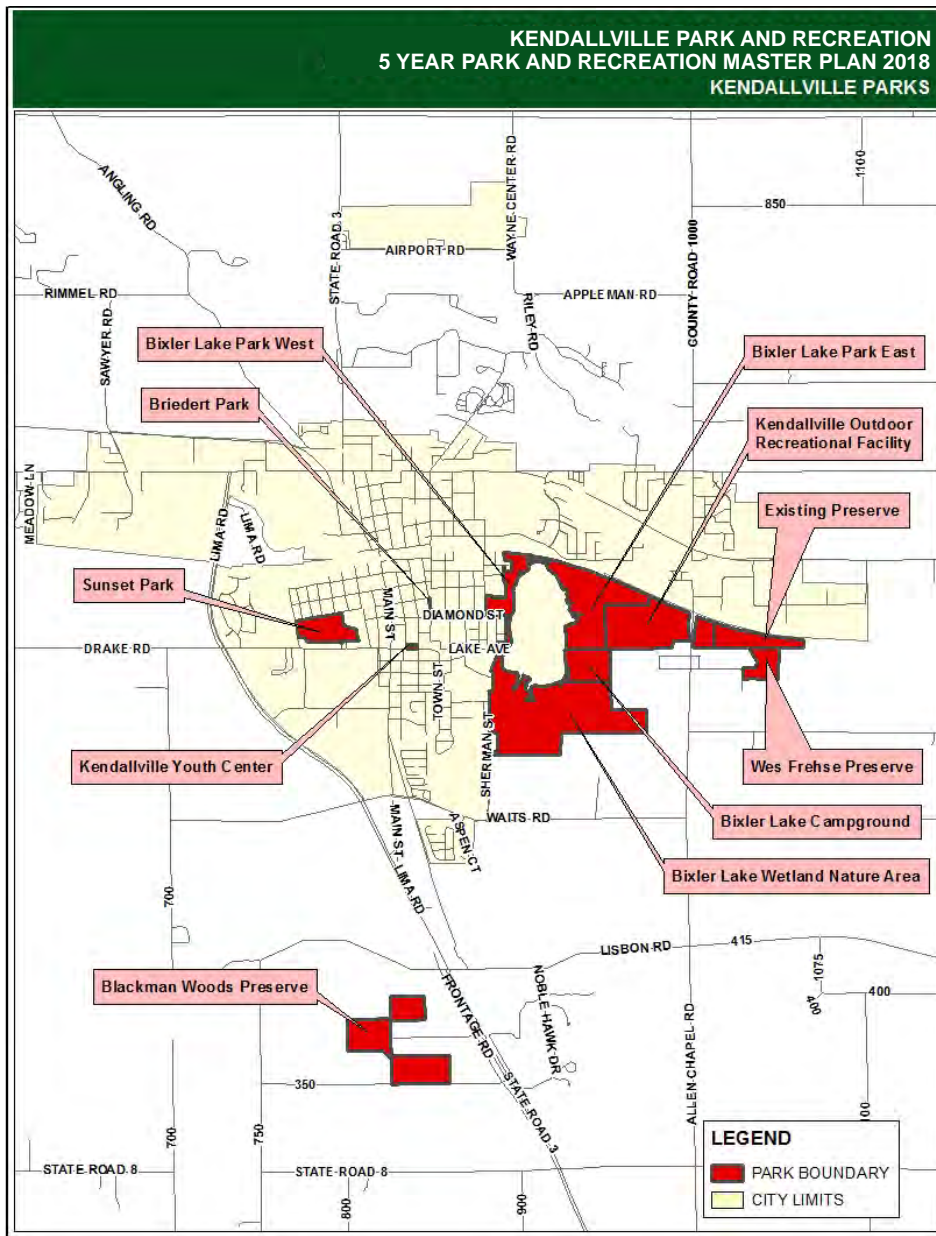 KENDALLVILLE PARK AND RECREATION
5 YEAR PARK AND RECREATION MASTER PLAN 2018
KENDALLVILLE PARKS
1100
850
ANGLING RD
STATE ROAD 3
WAYNE CENTER RD
COUNTY ROAD 1000
AIRPORT RD
RIMMEL RD
APPLEMAN RD
SAWYER RD
RILEY RD
Bixler Lake Park West
Bixler Lake Park East
Briedert Park
Kendallville Outdoor
Recreational Facility
MEADOW LN
LIMA RD
LIMA RD
Existing Preserve
Sunset Park
MAIN ST
DIAMOND ST
DRAKE RD
LAKE AVE
TOWN ST
SHERMAN ST
Kendallville Youth Center
Wes Frehse Preserve
MAIN ST
LIMA RD
ASPEN CT
WAITS RD
Bixler Lake Campground
Bixler Lake Wetland Nature Area
700
LISBON RD
415
1075
400
400
Blackman Woods Preserve
FRONTAGE RD
NOBLE HAWK DR
ALLEN CHAPEL RD
350
STATE ROAD 3
700
750
100
STATE ROAD 8
STATE ROAD 8
800
900
LEGEND
PARK BOUNDARY
CITY LIMITS